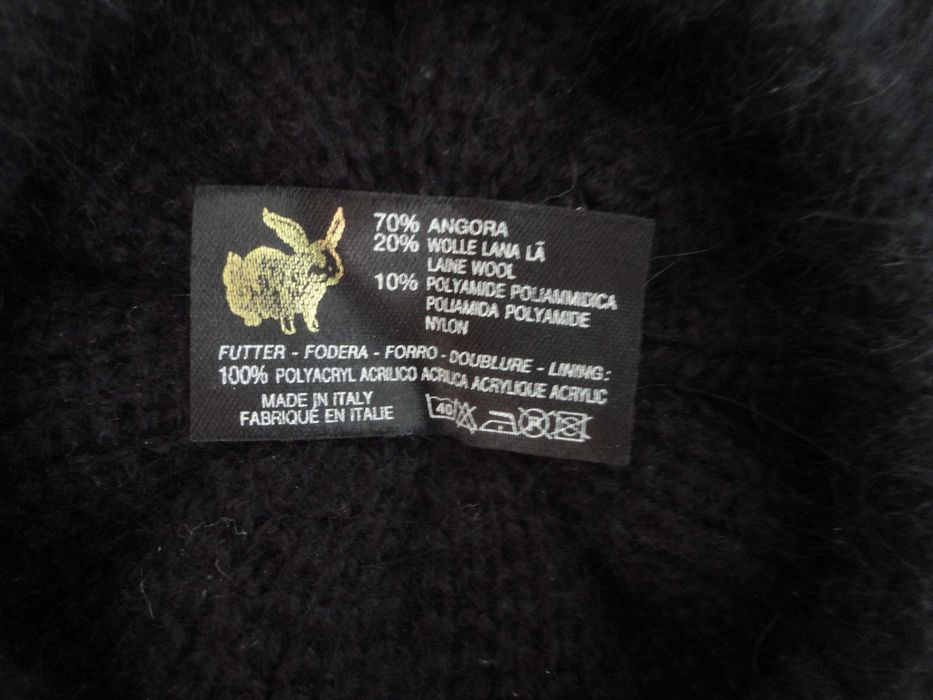 70% ANGORA
20% WOLLE LANA LÃ
LAINE WOOL
10% POLYAMIDE POLIAMMIDICA
POLIAMIDA POLYAMIDE
NYLON
FUTTER - FODERA - FORRO - DOUBLURE - LINING:
100% POLYACRYL ACRILICO ACRILICA ACRYLIQUE ACRYLIC
MADE IN ITALY
FABRIQUÉ EN ITALIE
40